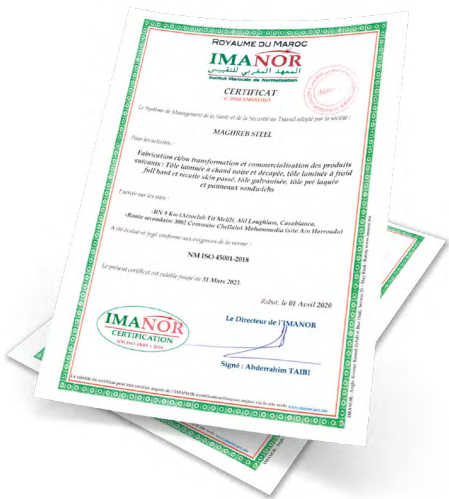 ROYAUME DU MAROC
IMANOR
المعهد المغربي للتقييس
Institut Marocain de Normalisation
CERTIFICAT
Le Système de Management de la Santé et de la Sécurité au Travail adopté par la société :
MAGHREB STEEL
Pour les activités :
Fabrication et/ou transformation et commercialisation des produits
suivants : Tôle laminée à chaud noire et décapée, tôle laminée à froid
full hard et recuite skin passé, tôle galvanisée, tôle pré laquée
et panneaux sandwichs
Exercés sur les sites :
-RN 9 Km (Aéroclub Tit Mellil), Ahl Loughlam, Casablanca.
-Route secondaire 3002 Commune Chellalat Mohammedia (site Ain Harrouda)
A été évalué et jugé conforme aux exigences de la norme :
NM ISO 45001-2018
Le présent certificat est valable jusqu'au 31 Mars 2023.
Rabat, le 01 Avril 2020
Le Directeur de l'IMANOR
IMANOR
CERTIFICATION
NM ISO 45001 : 2018
Signé : Abderrahim TAIBI